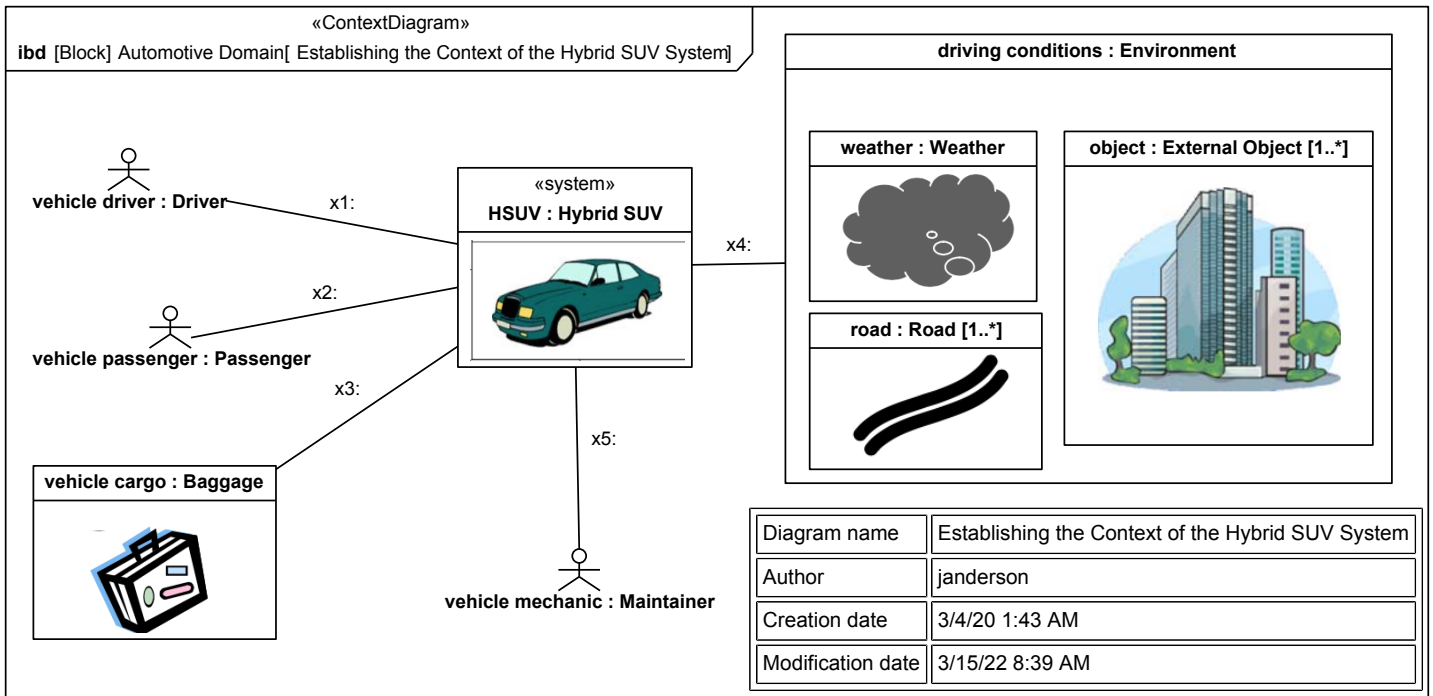 «ContextDiagram»
ibd [Block] Automotive Domain[ Establishing the Context of the Hybrid SUV System]
driving conditions : Environment
weather : Weather
object : External Object [1..*]
road : Road [1..*]
vehicle driver : Driver
x1:
«system»
HSUV : Hybrid SUV
x4:
x2:
vehicle passenger : Passenger
x3:
x5:
vehicle cargo : Baggage
vehicle mechanic : Maintainer
Diagram name Establishing the Context of the Hybrid SUV System
Author janderson
Creation date 3/4/20 1:43 AM
Modification date 3/15/22 8:39 AM